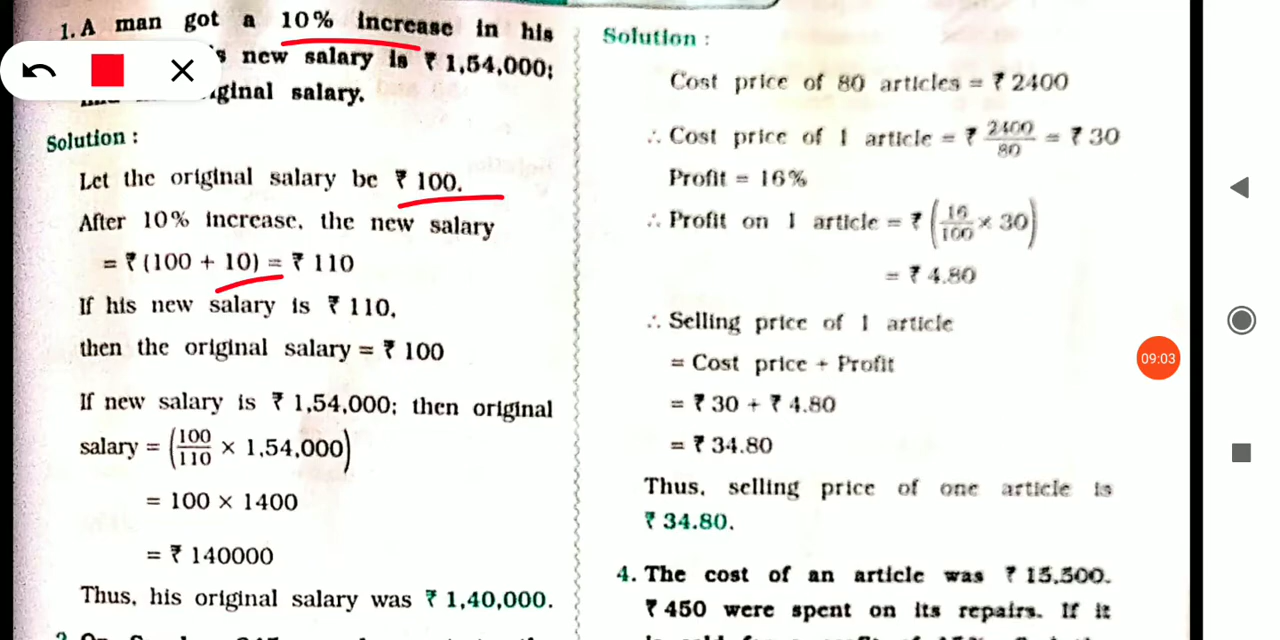 1. A man got a 10% increase in his
new salary is ₹ 1,54,000;
salary.
Solution :
Let the original salary be ₹ 100.
After 10% increase, the new salary
= ₹ (100 + 10) = ₹ 110
If his new salary is ₹ 110,
then the original salary = ₹ 100
If new salary is ₹ 1,54,000; then original
salary = (100/110 × 1,54,000)
= 100 × 1400
= ₹ 140000
Thus, his original salary was ₹ 1,40,000.
Solution :
Cost price of 80 articles = ₹ 2400
∴ Cost price of 1 article = ₹ 2400/80 = ₹ 30
Profit = 16%
∴ Profit on 1 article = ₹ (16/100 × 30)
= ₹ 4.80
∴ Selling price of 1 article
= Cost price + Profit
= ₹ 30 + ₹ 4.80
= ₹ 34.80
Thus, selling price of one article is
₹ 34.80.
4. The cost of an article was ₹ 15,500.
₹ 450 were spent on its repairs. If it
09:03